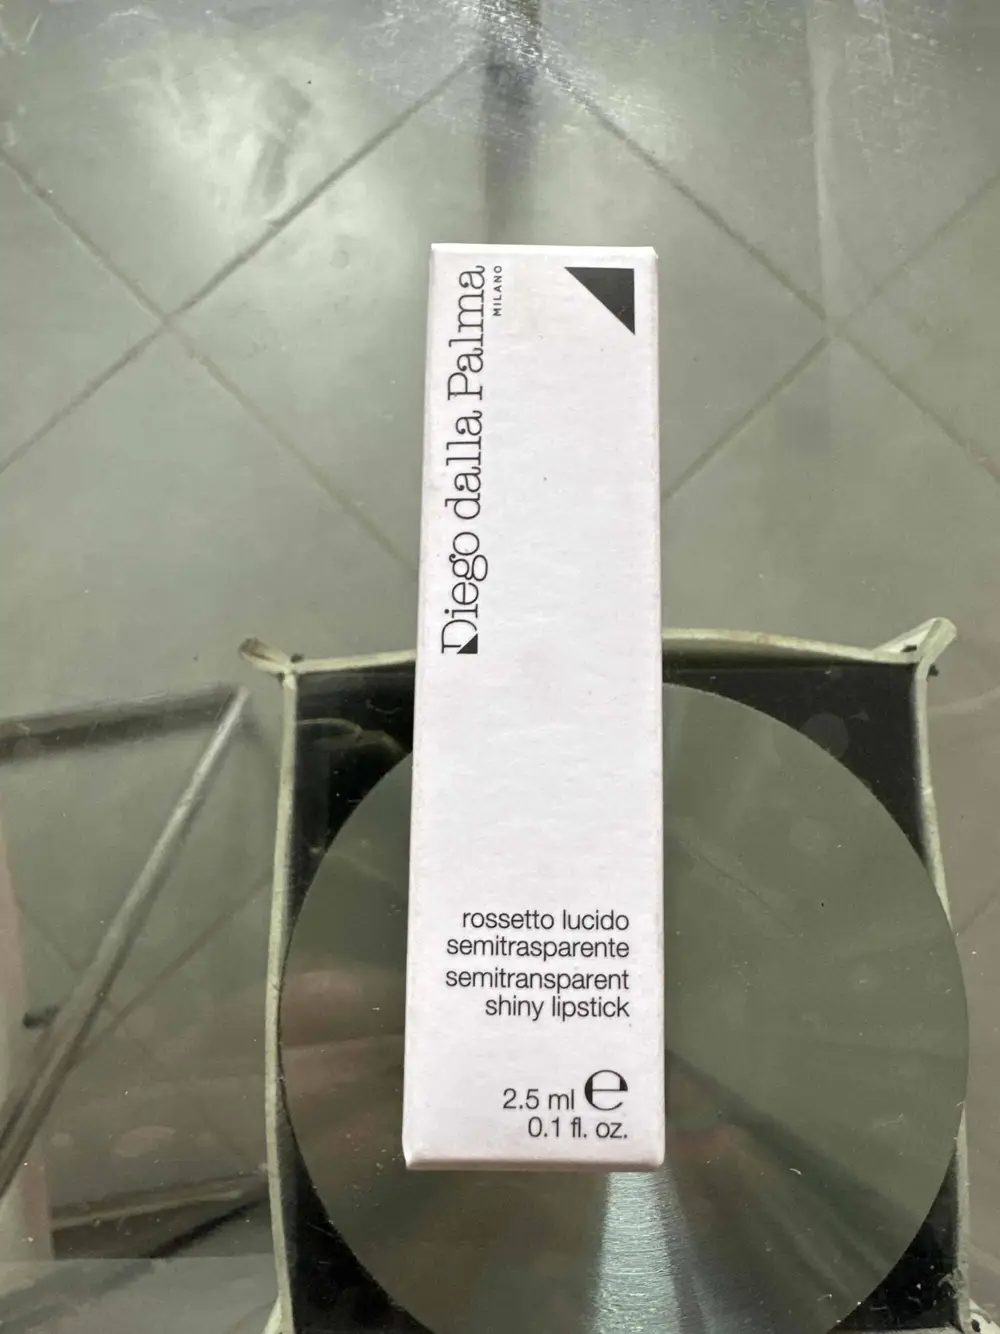 Diego dalla Palma
MILANO
rossetto lucido
semitrasparente
semitransparent
shiny lipstick
2.5 ml e
0.1 fl. oz.